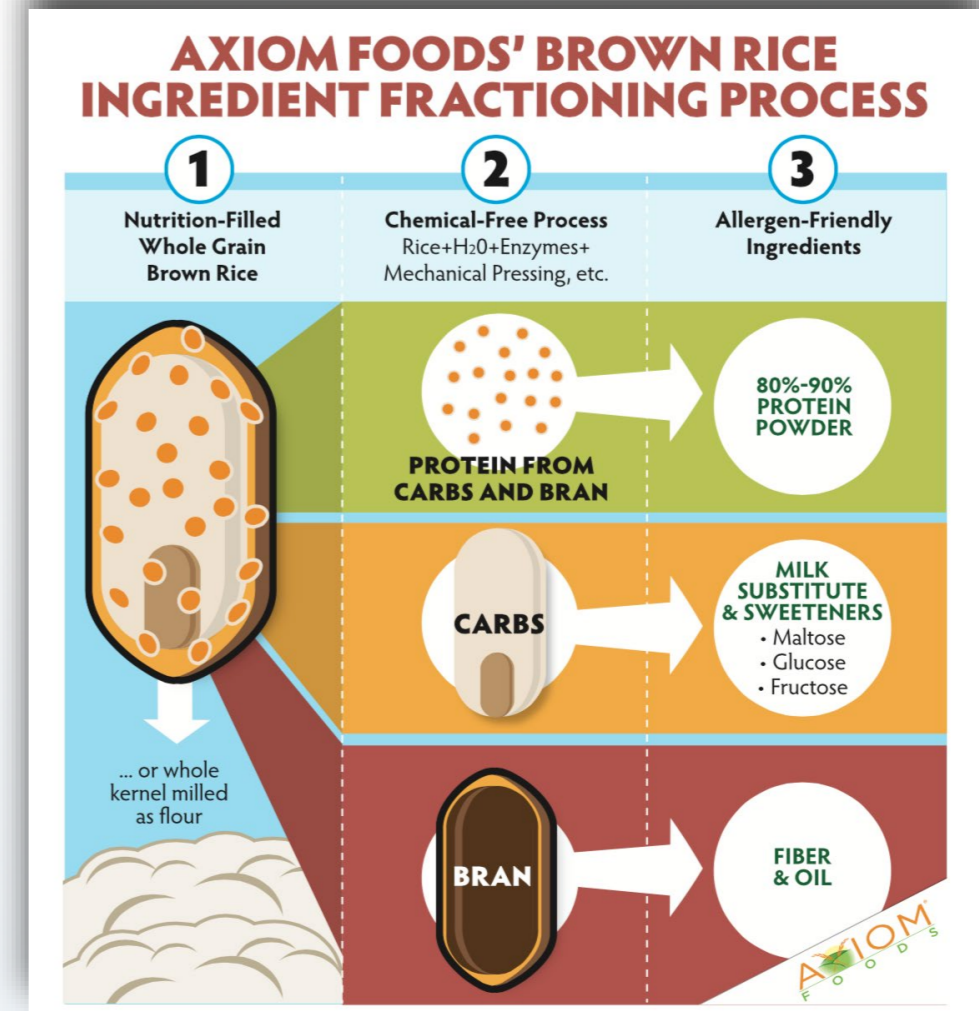 AXIOM FOODS' BROWN RICE
INGREDIENT FRACTIONING PROCESS
1
Nutrition-Filled
Whole Grain
Brown Rice
2
Chemical-Free Process
Rice+H20+Enzymes+
Mechanical Pressing, etc.
3
Allergen-Friendly
Ingredients
PROTEIN FROM
CARBS AND BRAN
80%-90%
PROTEIN
POWDER
CARBS
MILK
SUBSTITUTE
& SWEETENERS
• Maltose
• Glucose
• Fructose
... or whole
kernel milled
as flour
BRAN
FIBER
& OIL
AXIOM
FOODS